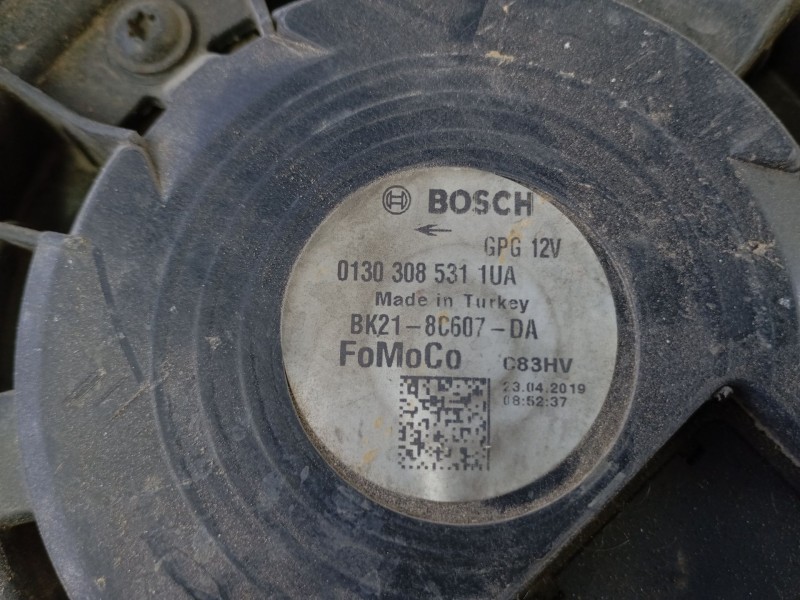 BOSCH
GPG 12V
0130 308 531 1UA
Made in Turkey
BK21-8C607-DA
FoMoCo C83HV
23.04.2019
08:52:37